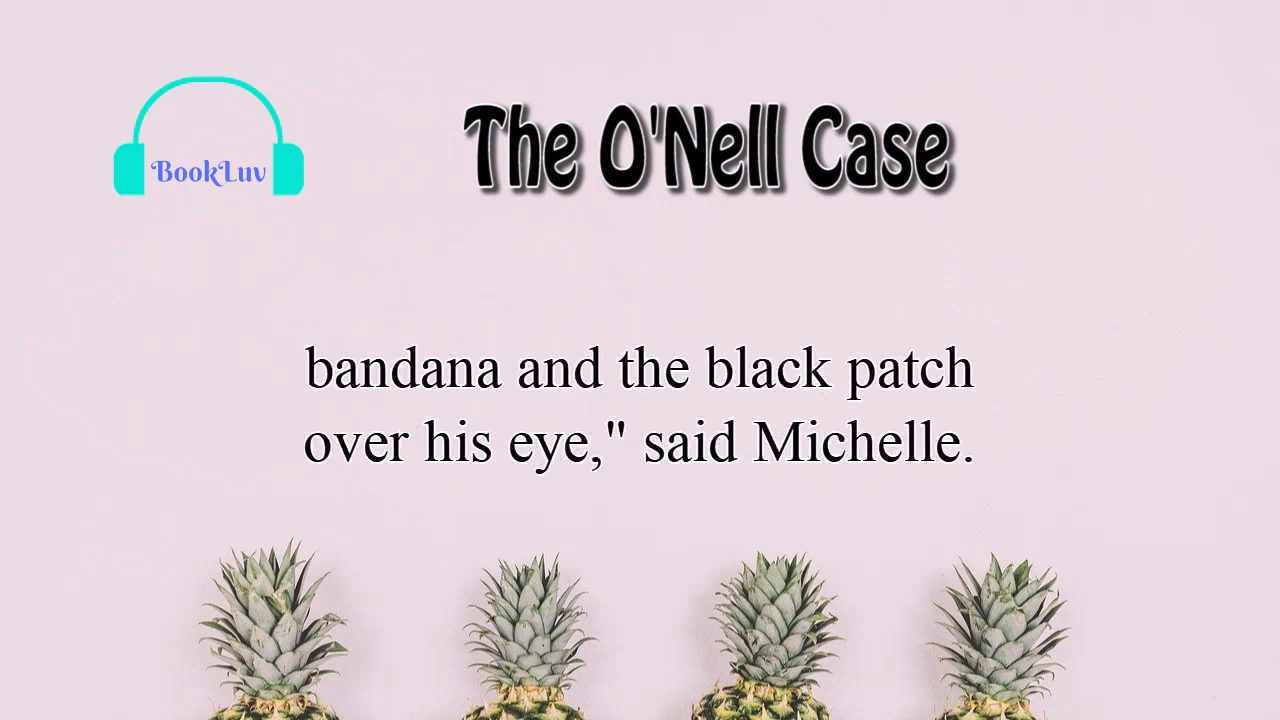 BookLuv
The O'Nell Case
bandana and the black patch
over his eye," said Michelle.